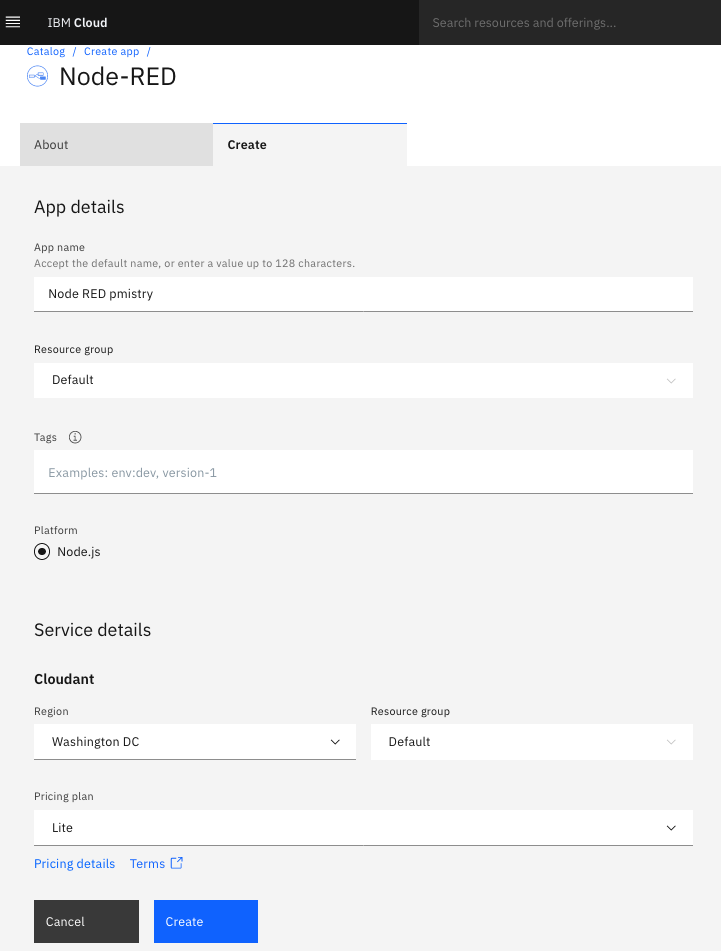 IBM Cloud
Search resources and offerings...
Catalog / Create app /
Node-RED
About
Create
App details
App name
Accept the default name, or enter a value up to 128 characters.
Node RED pmistry
Resource group
Default
Tags
Examples: env:dev, version-1
Platform
Node.js
Service details
Cloudant
Region
Resource group
Washington DC
Default
Pricing plan
Lite
Pricing details Terms
Cancel
Create